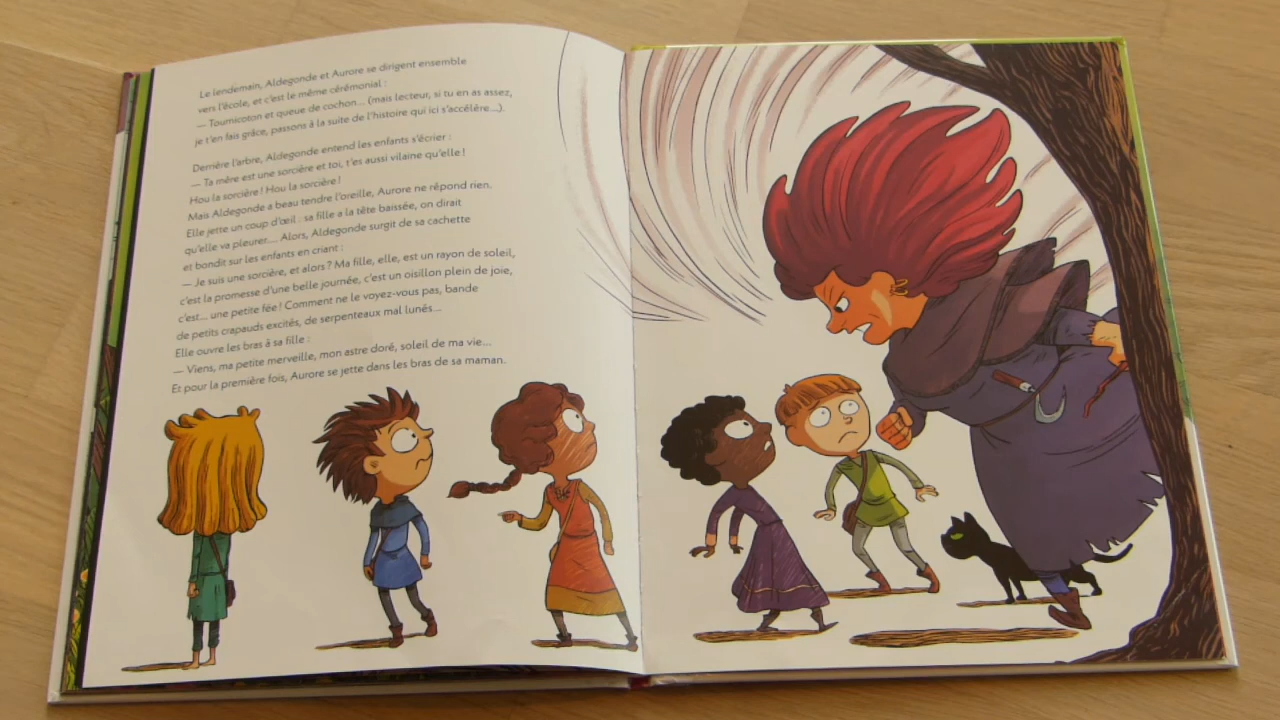 Le lendemain, Aldegonde et Aurore se dirigent ensemble
vers l'école, et c'est le même cérémonial :
— Tournicoton et queue de cochon... (mais lecteur, si tu en as assez,
je t'en fais grâce, passons à la suite de l'histoire qui ici s'accélère...).
Derrière l'arbre, Aldegonde entend les enfants s'écrier :
— Ta mère est une sorcière et toi, t'es aussi vilaine qu'elle !
Hou la sorcière ! Hou la sorcière !
Mais Aldegonde a beau tendre l'oreille, Aurore ne répond rien.
Elle jette un coup d'œil : sa fille a la tête baissée, on dirait
qu'elle va pleurer.... Alors, Aldegonde surgit de sa cachette
et bondit sur les enfants en criant :
— Je suis une sorcière, et alors ? Ma fille, elle, est un rayon de soleil,
c'est la promesse d'une belle journée, c'est un oisillon plein de joie,
c'est... une petite fée ! Comment ne le voyez-vous pas, bande
de petits crapauds excités, de serpenteaux mal lunés...
Elle ouvre les bras à sa fille :
— Viens, ma petite merveille, mon astre doré, soleil de ma vie...
Et pour la première fois, Aurore se jette dans les bras de sa maman.